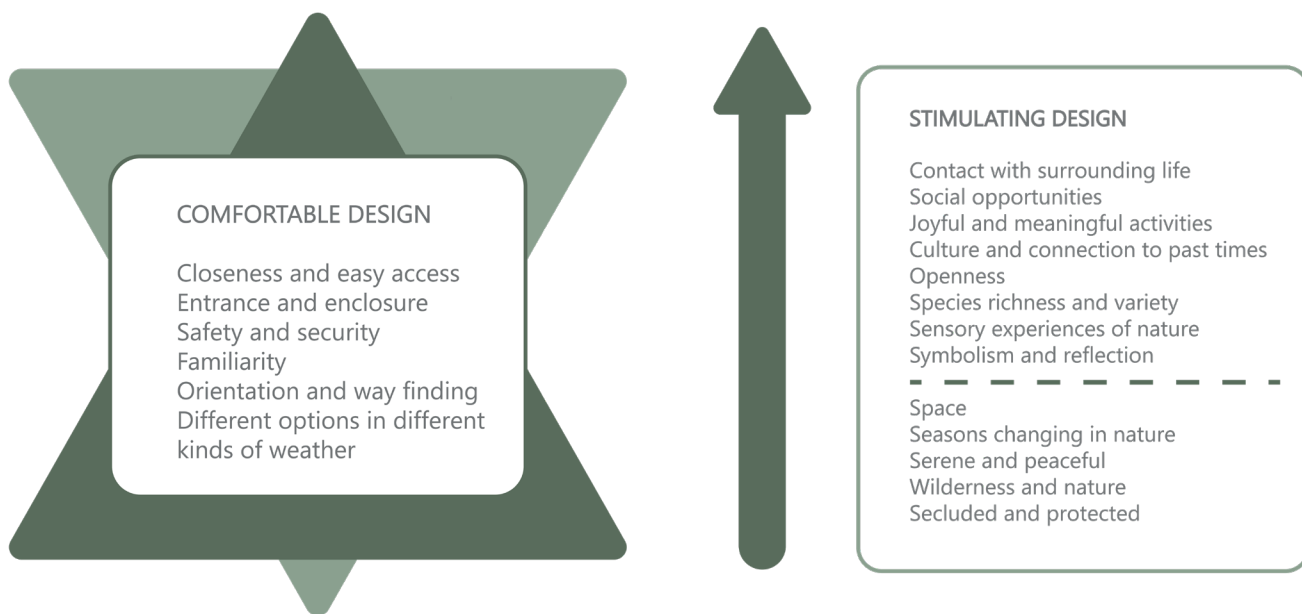 COMFORTABLE DESIGN
Closeness and easy access
Entrance and enclosure
Safety and security
Familiarity
Orientation and way finding
Different options in different
kinds of weather
STIMULATING DESIGN
Contact with surrounding life
Social opportunities
Joyful and meaningful activities
Culture and connection to past times
Openness
Species richness and variety
Sensory experiences of nature
Symbolism and reflection
Space
Seasons changing in nature
Serene and peaceful
Wilderness and nature
Secluded and protected